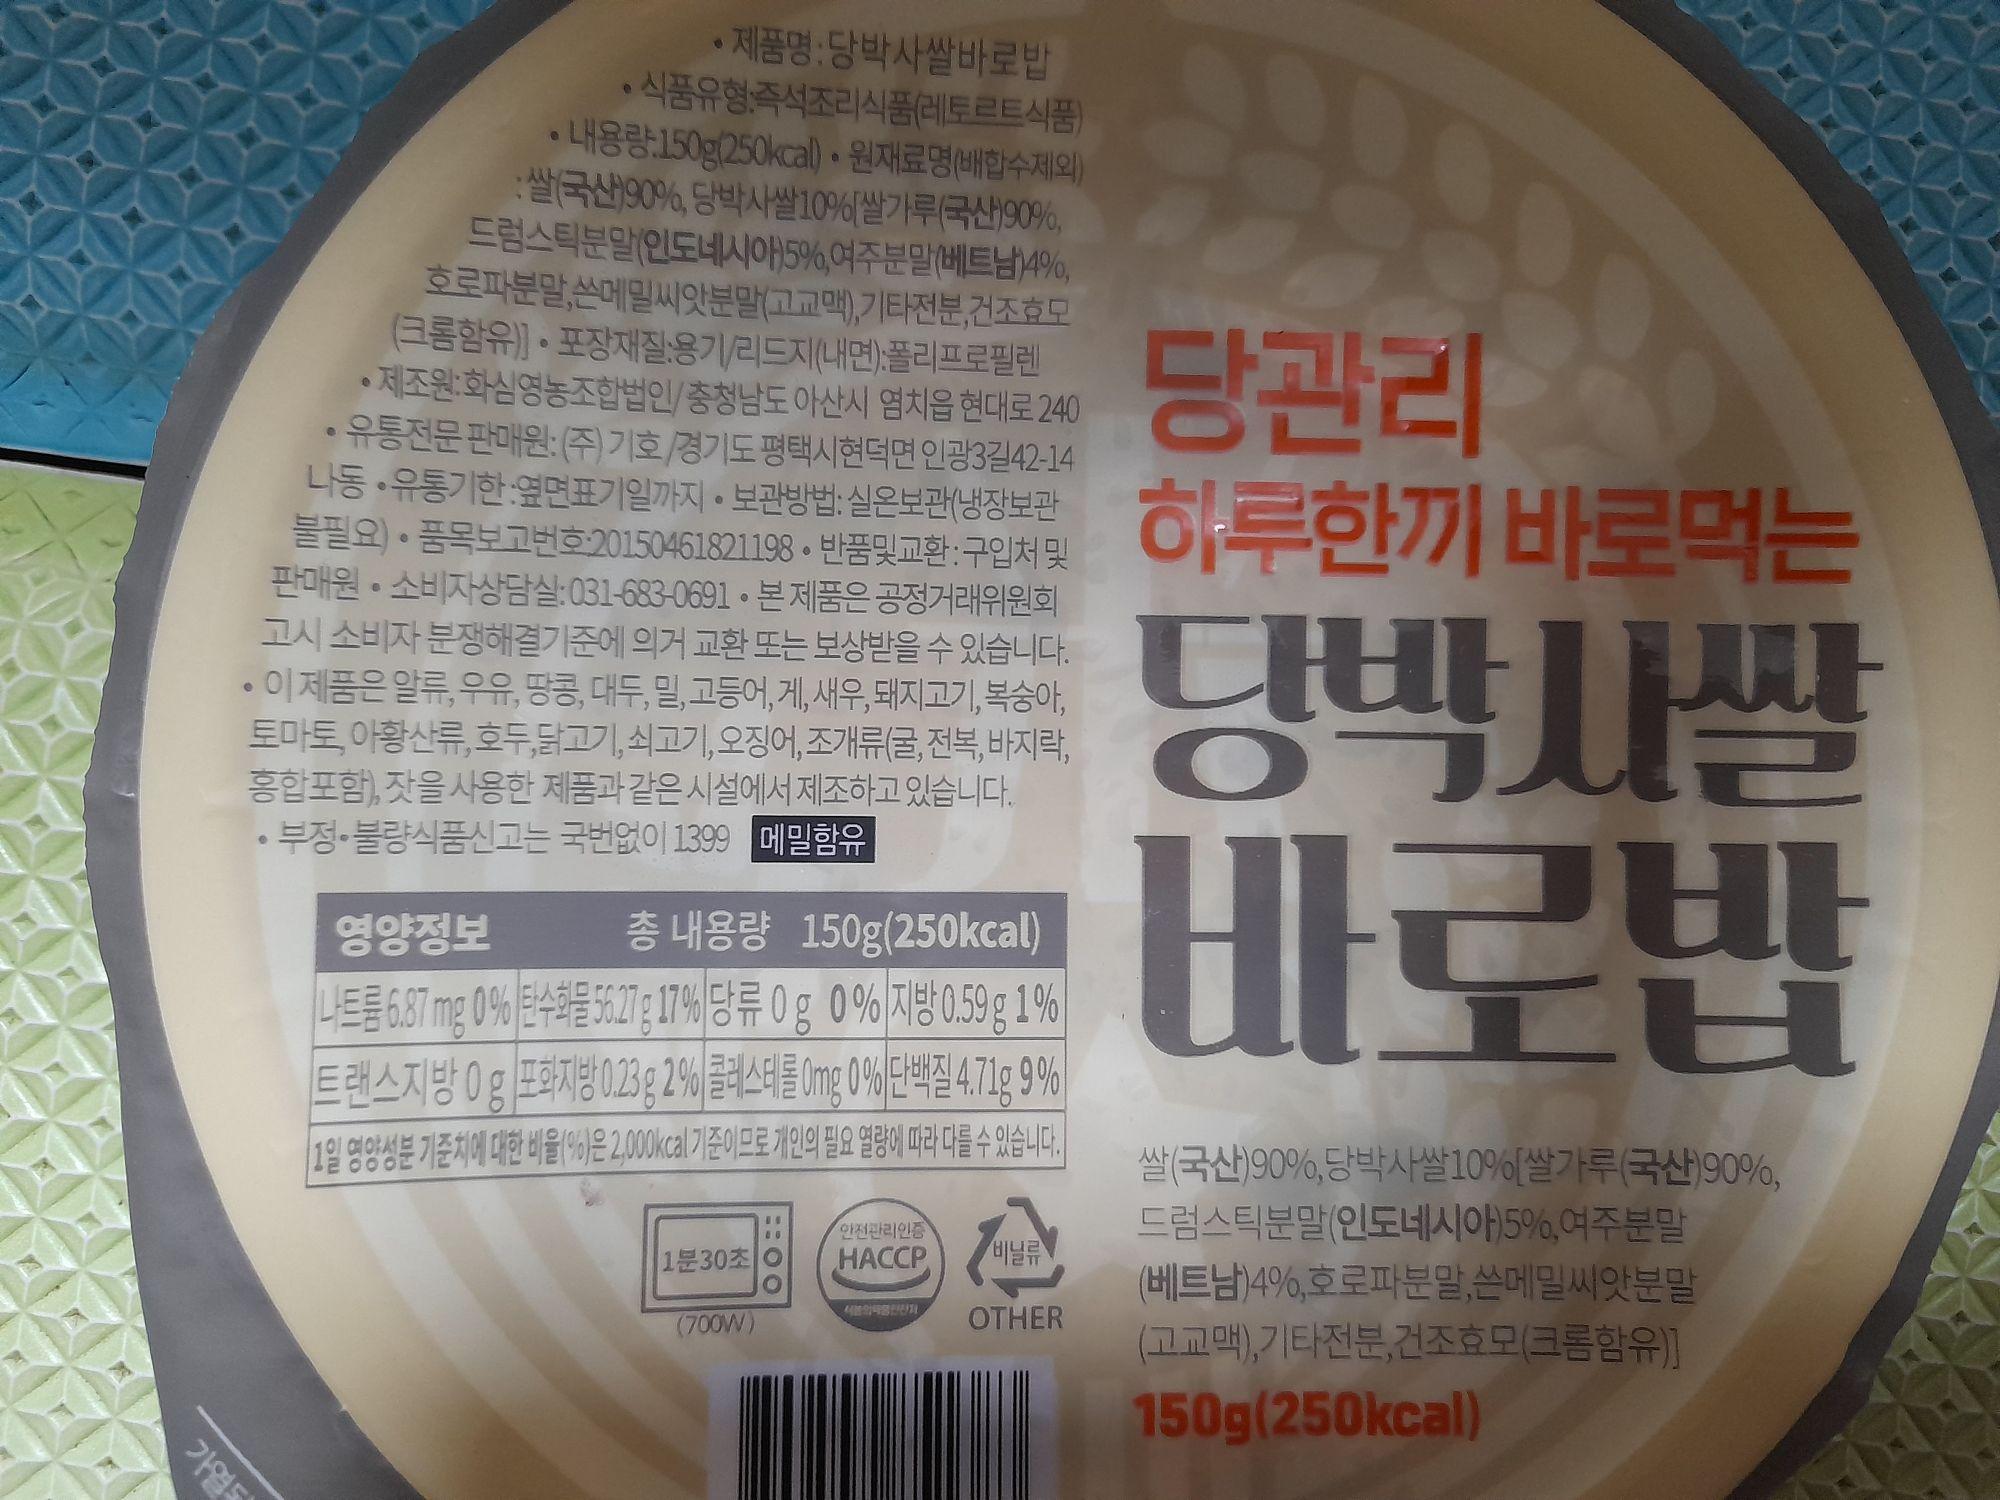 • 제품명:당박사쌀바로밥
• 식품유형:즉석조리식품(레토르트식품)
• 내용량:150g(250kcal) • 원재료명(배합수제외)
:쌀(국산)90%, 당박사쌀10%[쌀가루(국산)90%,
드럼스틱분말(인도네시아)5%,여주분말(베트남)4%,
호로파분말,쓴메밀씨앗분말(고교맥),기타전분,건조효모
(크롬함유)] • 포장재질:용기/리드지(내면):폴리프로필렌
• 제조원:화심영농조합법인/충청남도 아산시 염치읍 현대로 240
• 유통전문 판매원: (주) 기호 /경기도 평택시현덕면 인광3길42-14
나동 •유통기한:옆면표기일까지 • 보관방법: 실온보관(냉장보관
불필요) • 품목보고번호:20150461821198 • 반품및교환:구입처 및
판매원 • 소비자상담실: 031-683-0691 • 본 제품은 공정거래위원회
고시 소비자 분쟁해결기준에 의거 교환 또는 보상받을 수 있습니다.
• 이 제품은 알류, 우유, 땅콩, 대두, 밀, 고등어, 게, 새우, 돼지고기, 복숭아,
토마토, 아황산류, 호두,닭고기, 쇠고기, 오징어, 조개류(굴, 전복, 바지락,
홍합포함), 잣을 사용한 제품과 같은 시설에서 제조하고 있습니다.
• 부정•불량식품신고는 국번없이 1399 메밀함유
영양정보 총 내용량 150g(250kcal)
나트륨 6.87 mg 0% 탄수화물 56.27 g 17% 당류 0 g 0% 지방 0.59 g 1%
트랜스지방 0 g 포화지방 0.23 g 2% 콜레스테롤 0mg 0% 단백질 4.71g 9%
1일 영양성분 기준치에 대한 비율(%)은 2,000kcal 기준이므로 개인의 필요 열량에 따라 다를 수 있습니다.
1분30초
(700W)
안전관리인증
HACCP
식품의약품안전처
비닐류
OTHER
당관리
하루한끼 바로먹는
당박사쌀
바로밥
쌀(국산)90%,당박사쌀10%[쌀가루(국산)90%,
드럼스틱분말(인도네시아)5%,여주분말
(베트남)4%,호로파분말,쓴메밀씨앗분말
(고교맥),기타전분,건조효모(크롬함유)]
150g(250kcal)